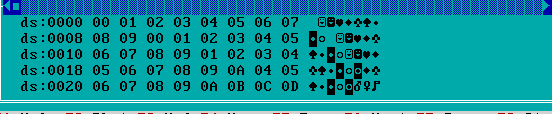 ds:0000 00 01 02 03 04 05 06 07  ☺☻♥♦♣♠•
ds:0008 08 09 00 01 02 03 04 05 ◘○ ☺☻♥♦♣
ds:0010 06 07 08 09 01 02 03 04 ♠•◘○☺☻♥♦
ds:0018 05 06 07 08 09 0A 04 05 ♣♠•◘○◙♦♣
ds:0020 06 07 08 09 0A 0B 0C 0D ♠•◘○◙♂♀♪